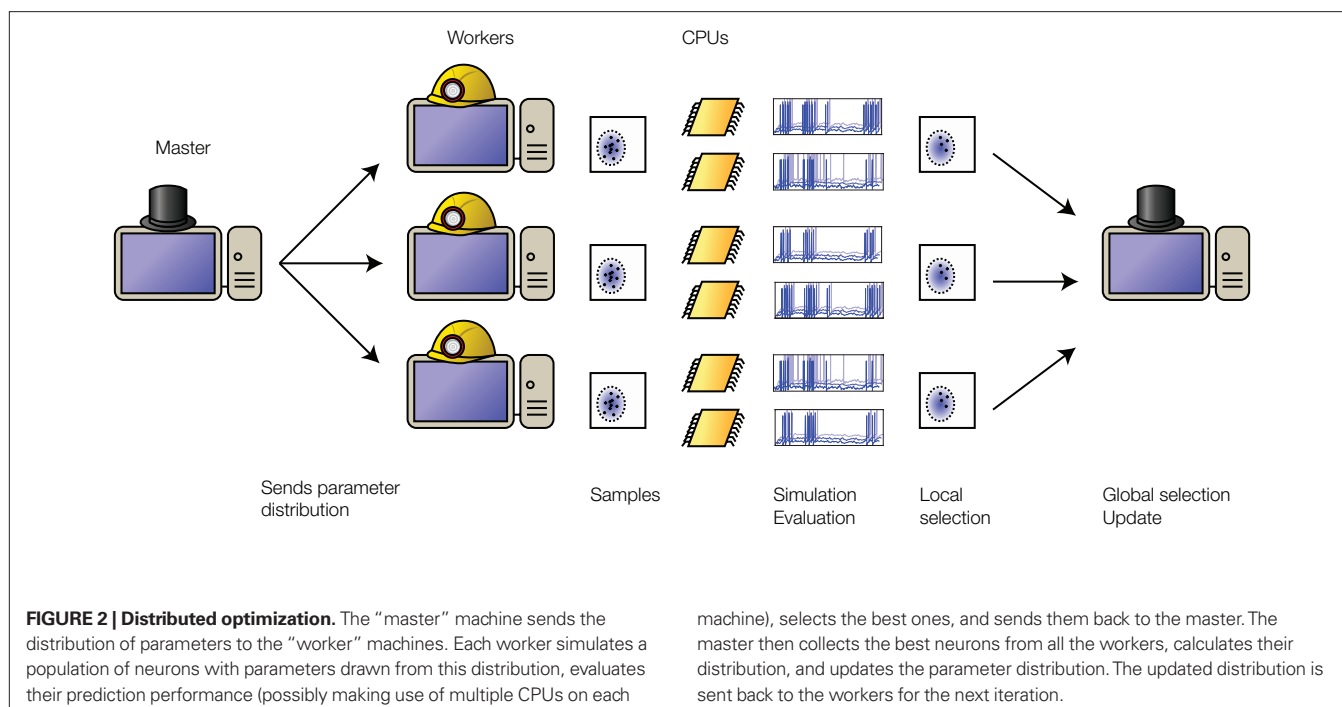 Workers
CPUs
Master
Sends parameter
distribution
Samples
Simulation
Evaluation
Local
selection
Global selection
Update
FIGURE 2 | Distributed optimization. The “master” machine sends the
distribution of parameters to the “worker” machines. Each worker simulates a
population of neurons with parameters drawn from this distribution, evaluates
their prediction performance (possibly making use of multiple CPUs on each
machine), selects the best ones, and sends them back to the master. The
master then collects the best neurons from all the workers, calculates their
distribution, and updates the parameter distribution. The updated distribution is
sent back to the workers for the next iteration.